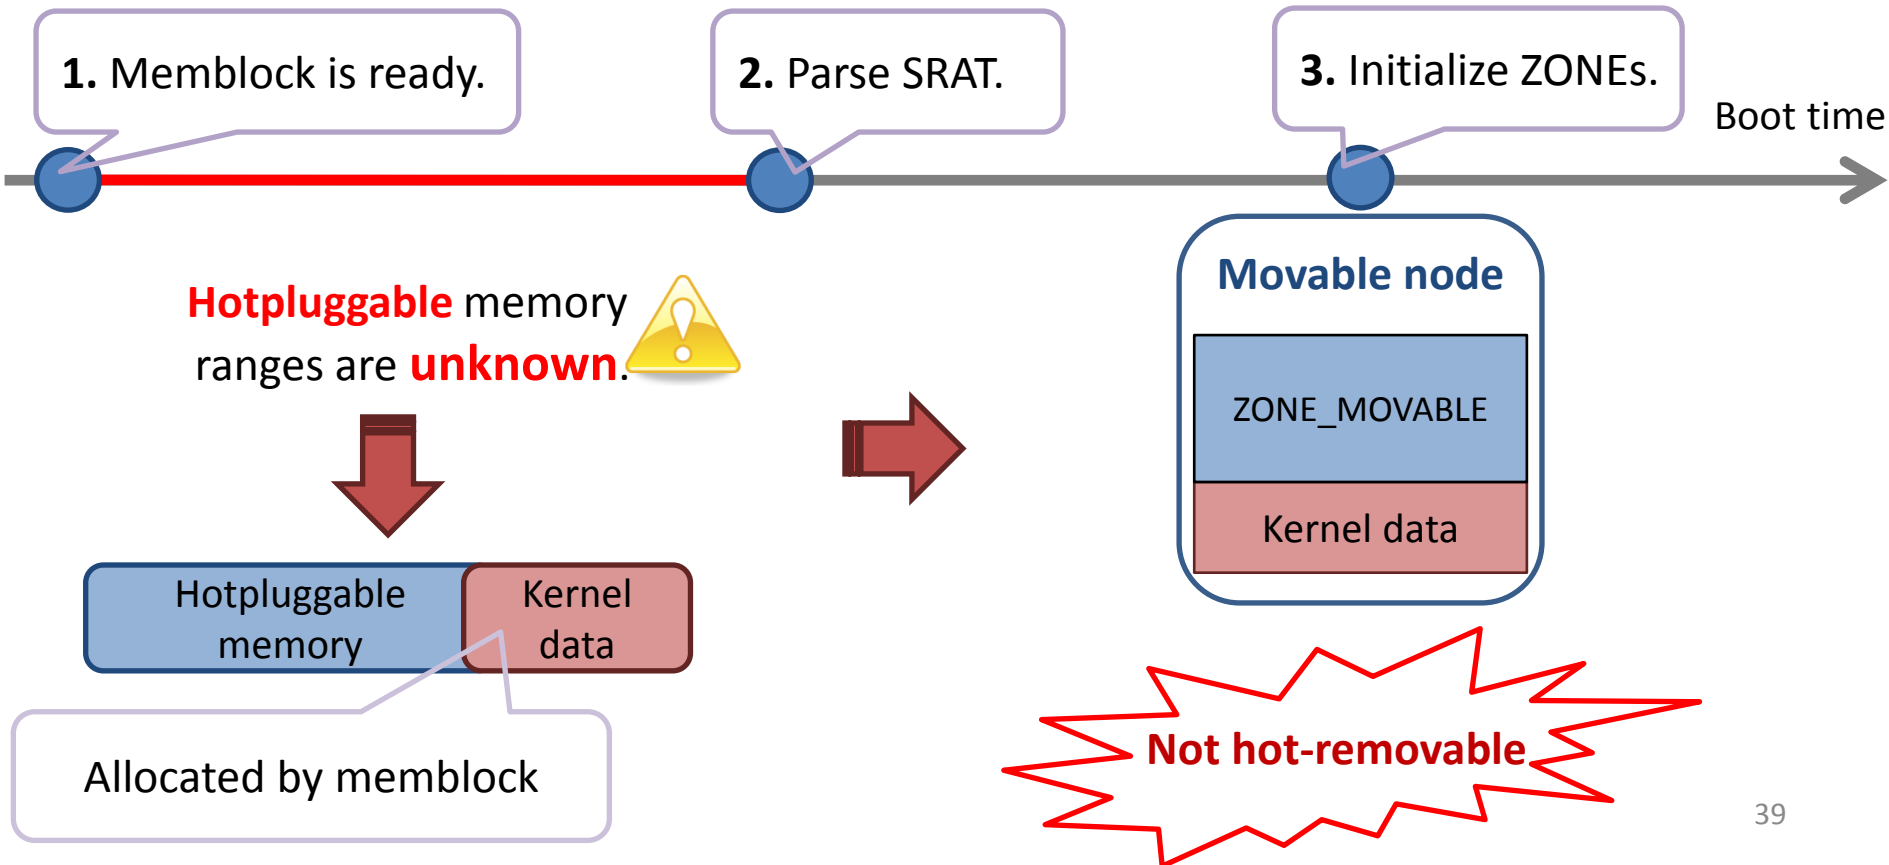 1. Memblock is ready.
2. Parse SRAT.
3. Initialize ZONEs.
Boot time
Hotpluggable memory
ranges are unknown.
Hotpluggable
memory
Kernel
data
Allocated by memblock
Movable node
ZONE_MOVABLE
Kernel data
Not hot-removable
39